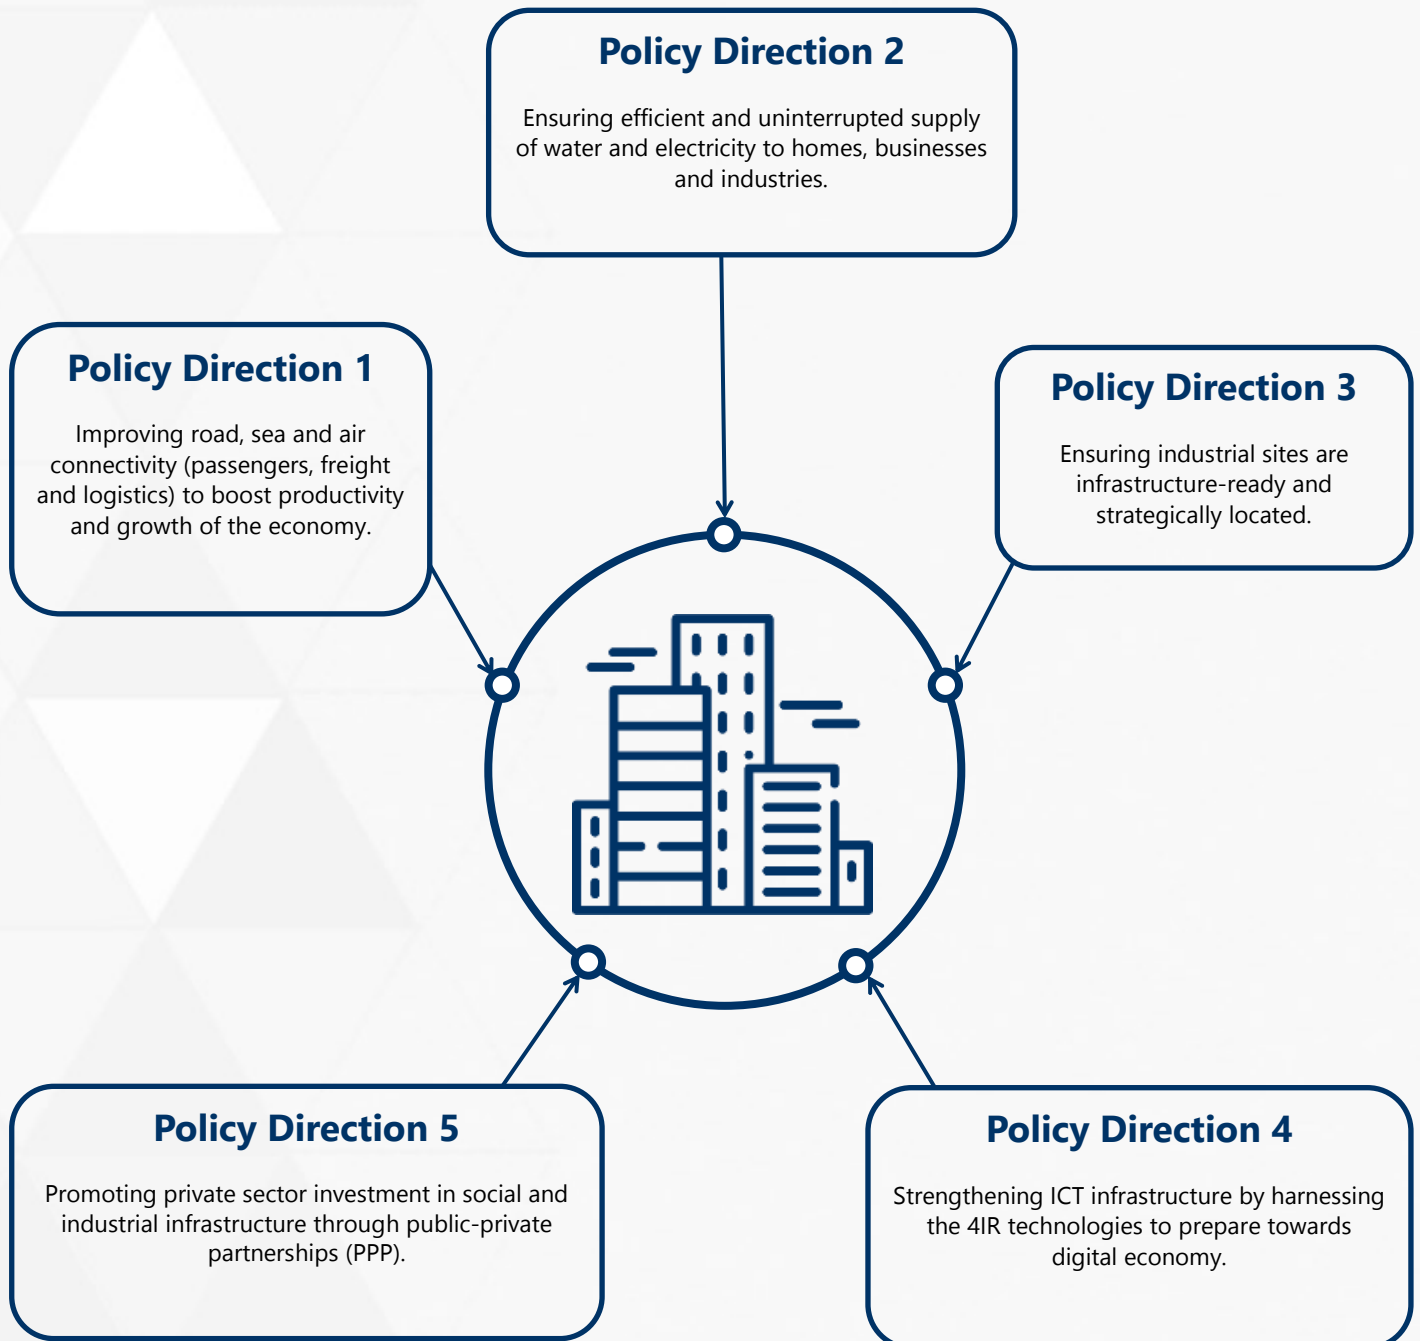 Policy Direction 2
Ensuring efficient and uninterrupted supply
of water and electricity to homes, businesses
and industries.
Policy Direction 1
Improving road, sea and air
connectivity (passengers, freight
and logistics) to boost productivity
and growth of the economy.
Policy Direction 3
Ensuring industrial sites are
infrastructure-ready and
strategically located.
Policy Direction 5
Promoting private sector investment in social and
industrial infrastructure through public-private
partnerships (PPP).
Policy Direction 4
Strengthening ICT infrastructure by harnessing
the 4IR technologies to prepare towards
digital economy.